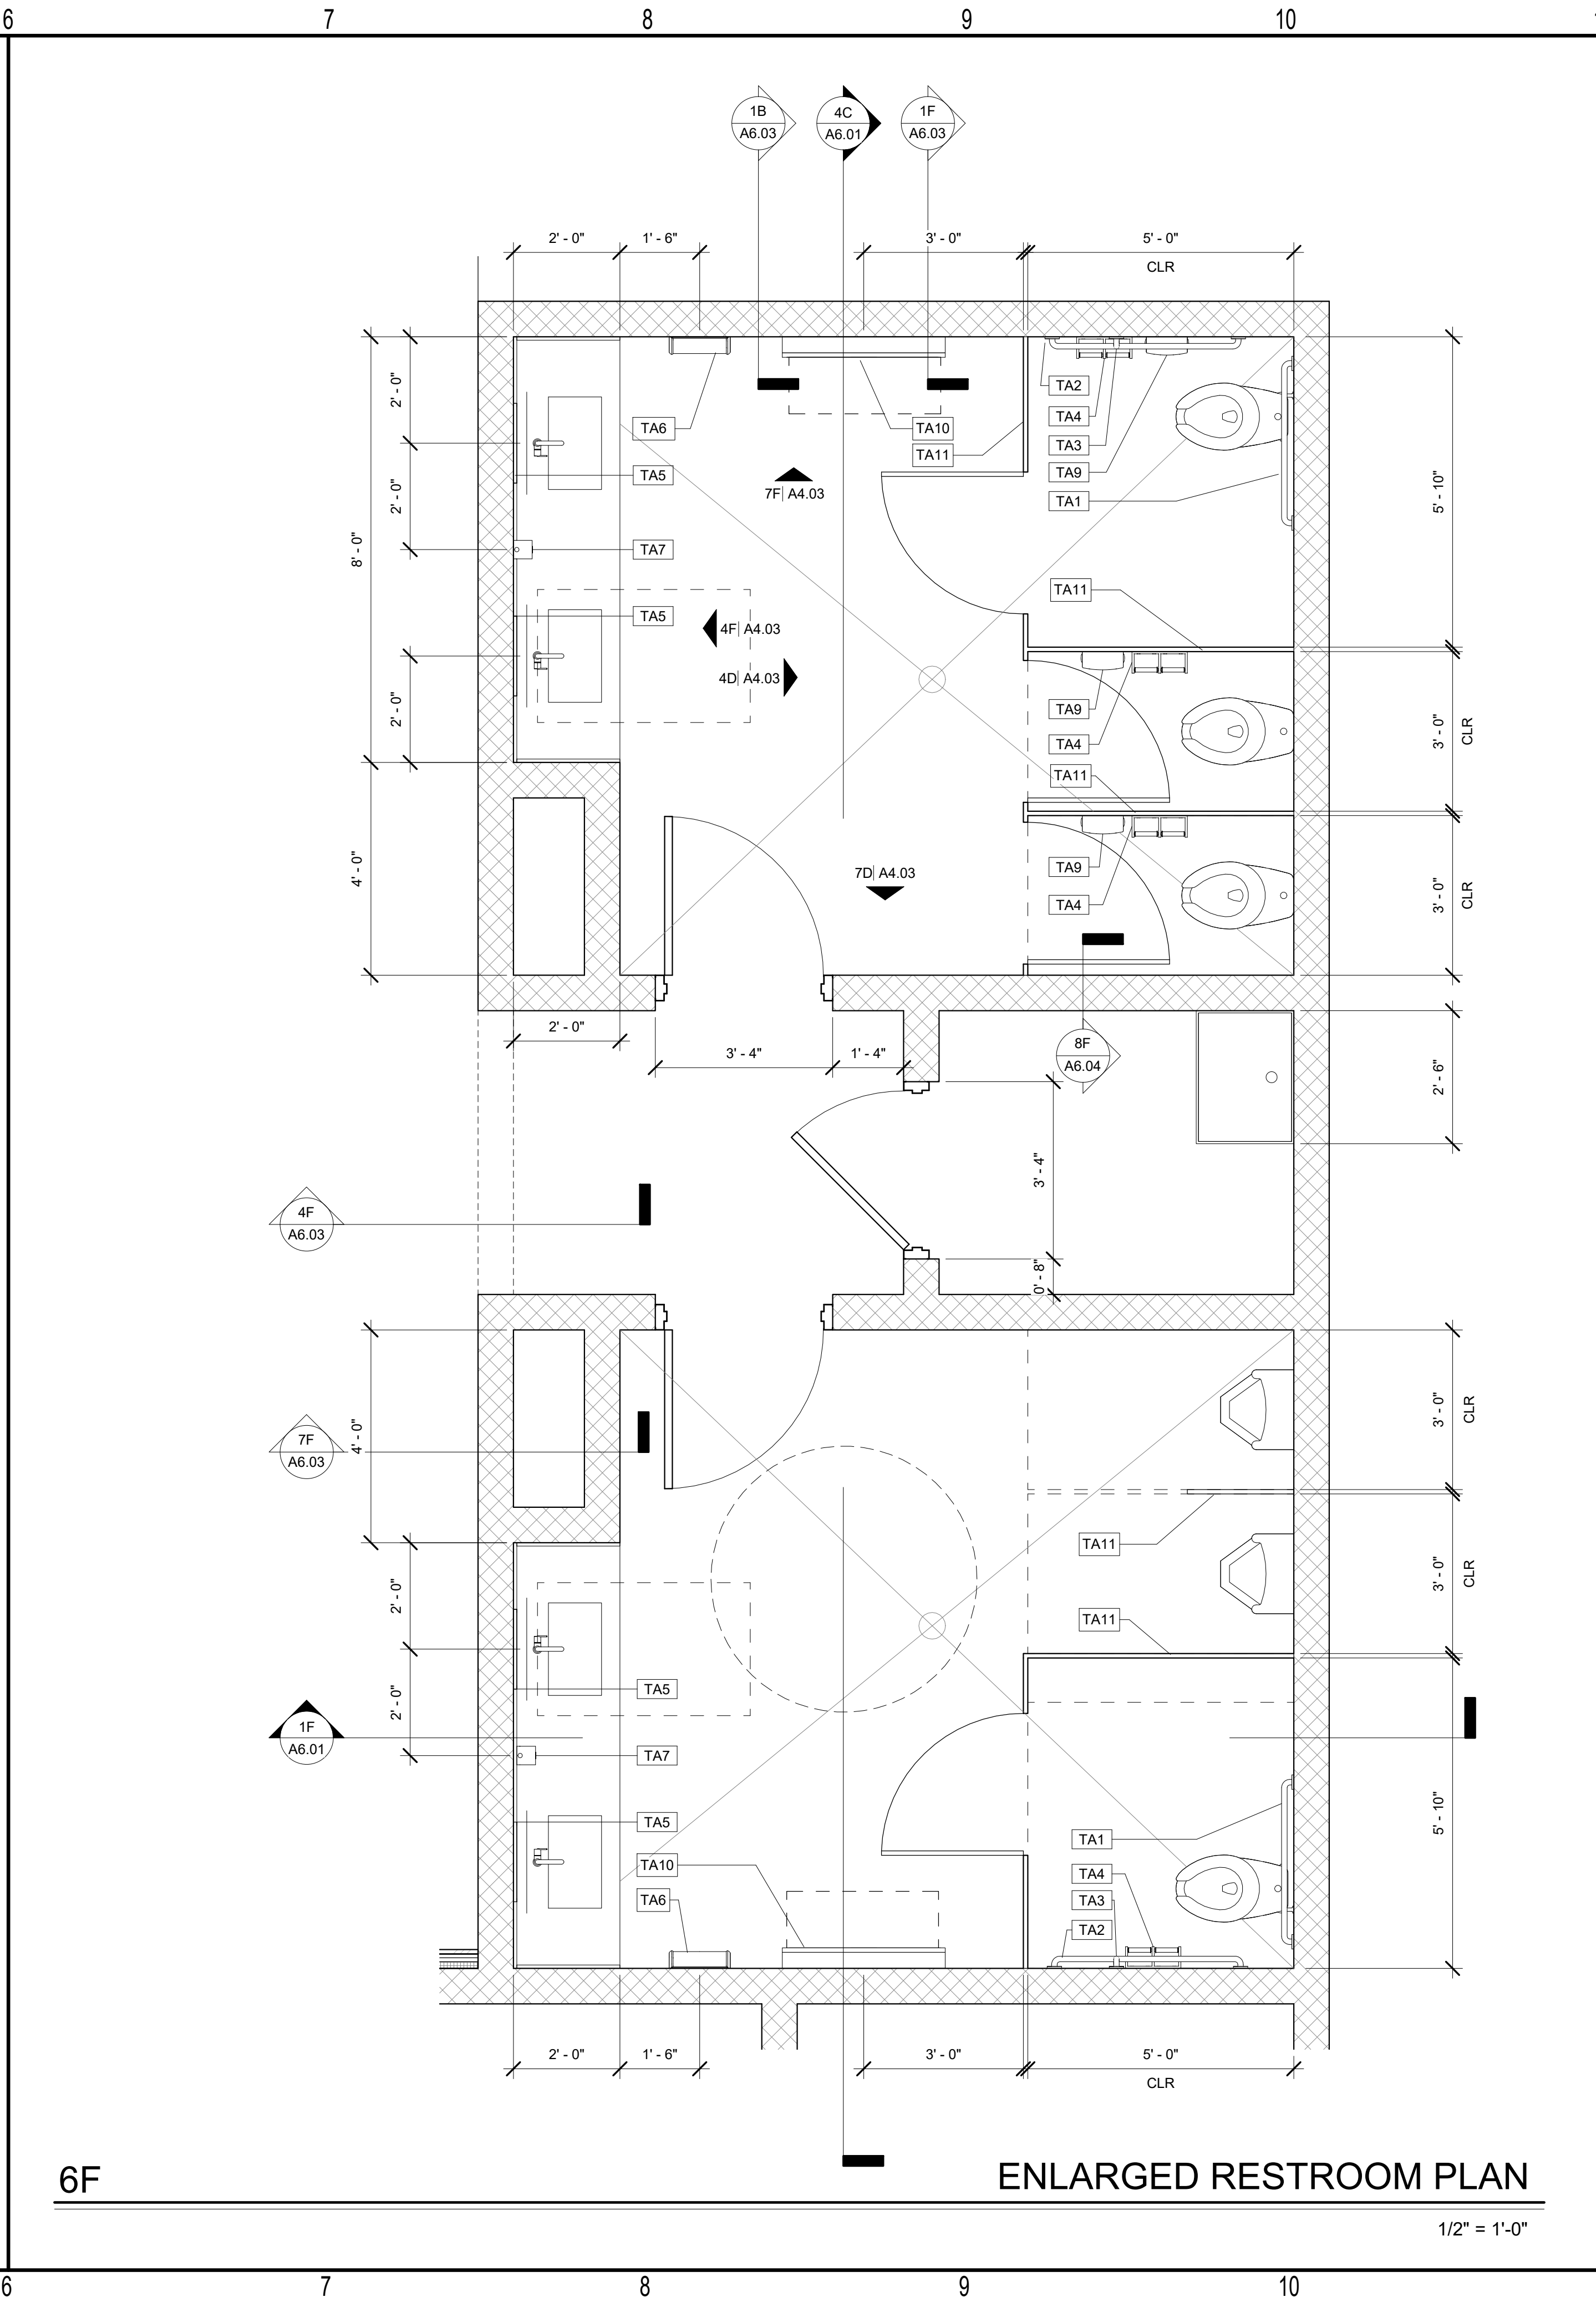 6 7 8 9 10
1B 4C 1F
A6.03 A6.01 A6.03
2' - 0" 1' - 6" 3' - 0" 5' - 0"
CLR
TA2
TA4
TA6 TA10
TA3
TA11
TA9
TA5
TA1
7F A4.03
2' - 0"
2' - 0"
8' - 0"
5' - 10"
TA7
TA11
TA5
4F A4.03
4D A4.03
2' - 0"
TA9
TA4
TA11
3' - 0"
CLR
4' - 0"
7D A4.03
TA9
TA4
3' - 0"
CLR
2' - 0"
3' - 4" 1' - 4"
8F
A6.04
2' - 6"
3' - 4"
4F
A6.03
0' - 8"
7F
A6.03
4' - 0"
3' - 0"
CLR
TA11
2' - 0"
3' - 0"
CLR
TA11
TA5
2' - 0"
1F
A6.01
TA7
TA5
TA1
5' - 10"
TA10
TA4
TA6
TA3
TA2
2' - 0" 1' - 6" 3' - 0" 5' - 0"
CLR
6F ENLARGED RESTROOM PLAN
1/2" = 1'-0"
6 7 8 9 10